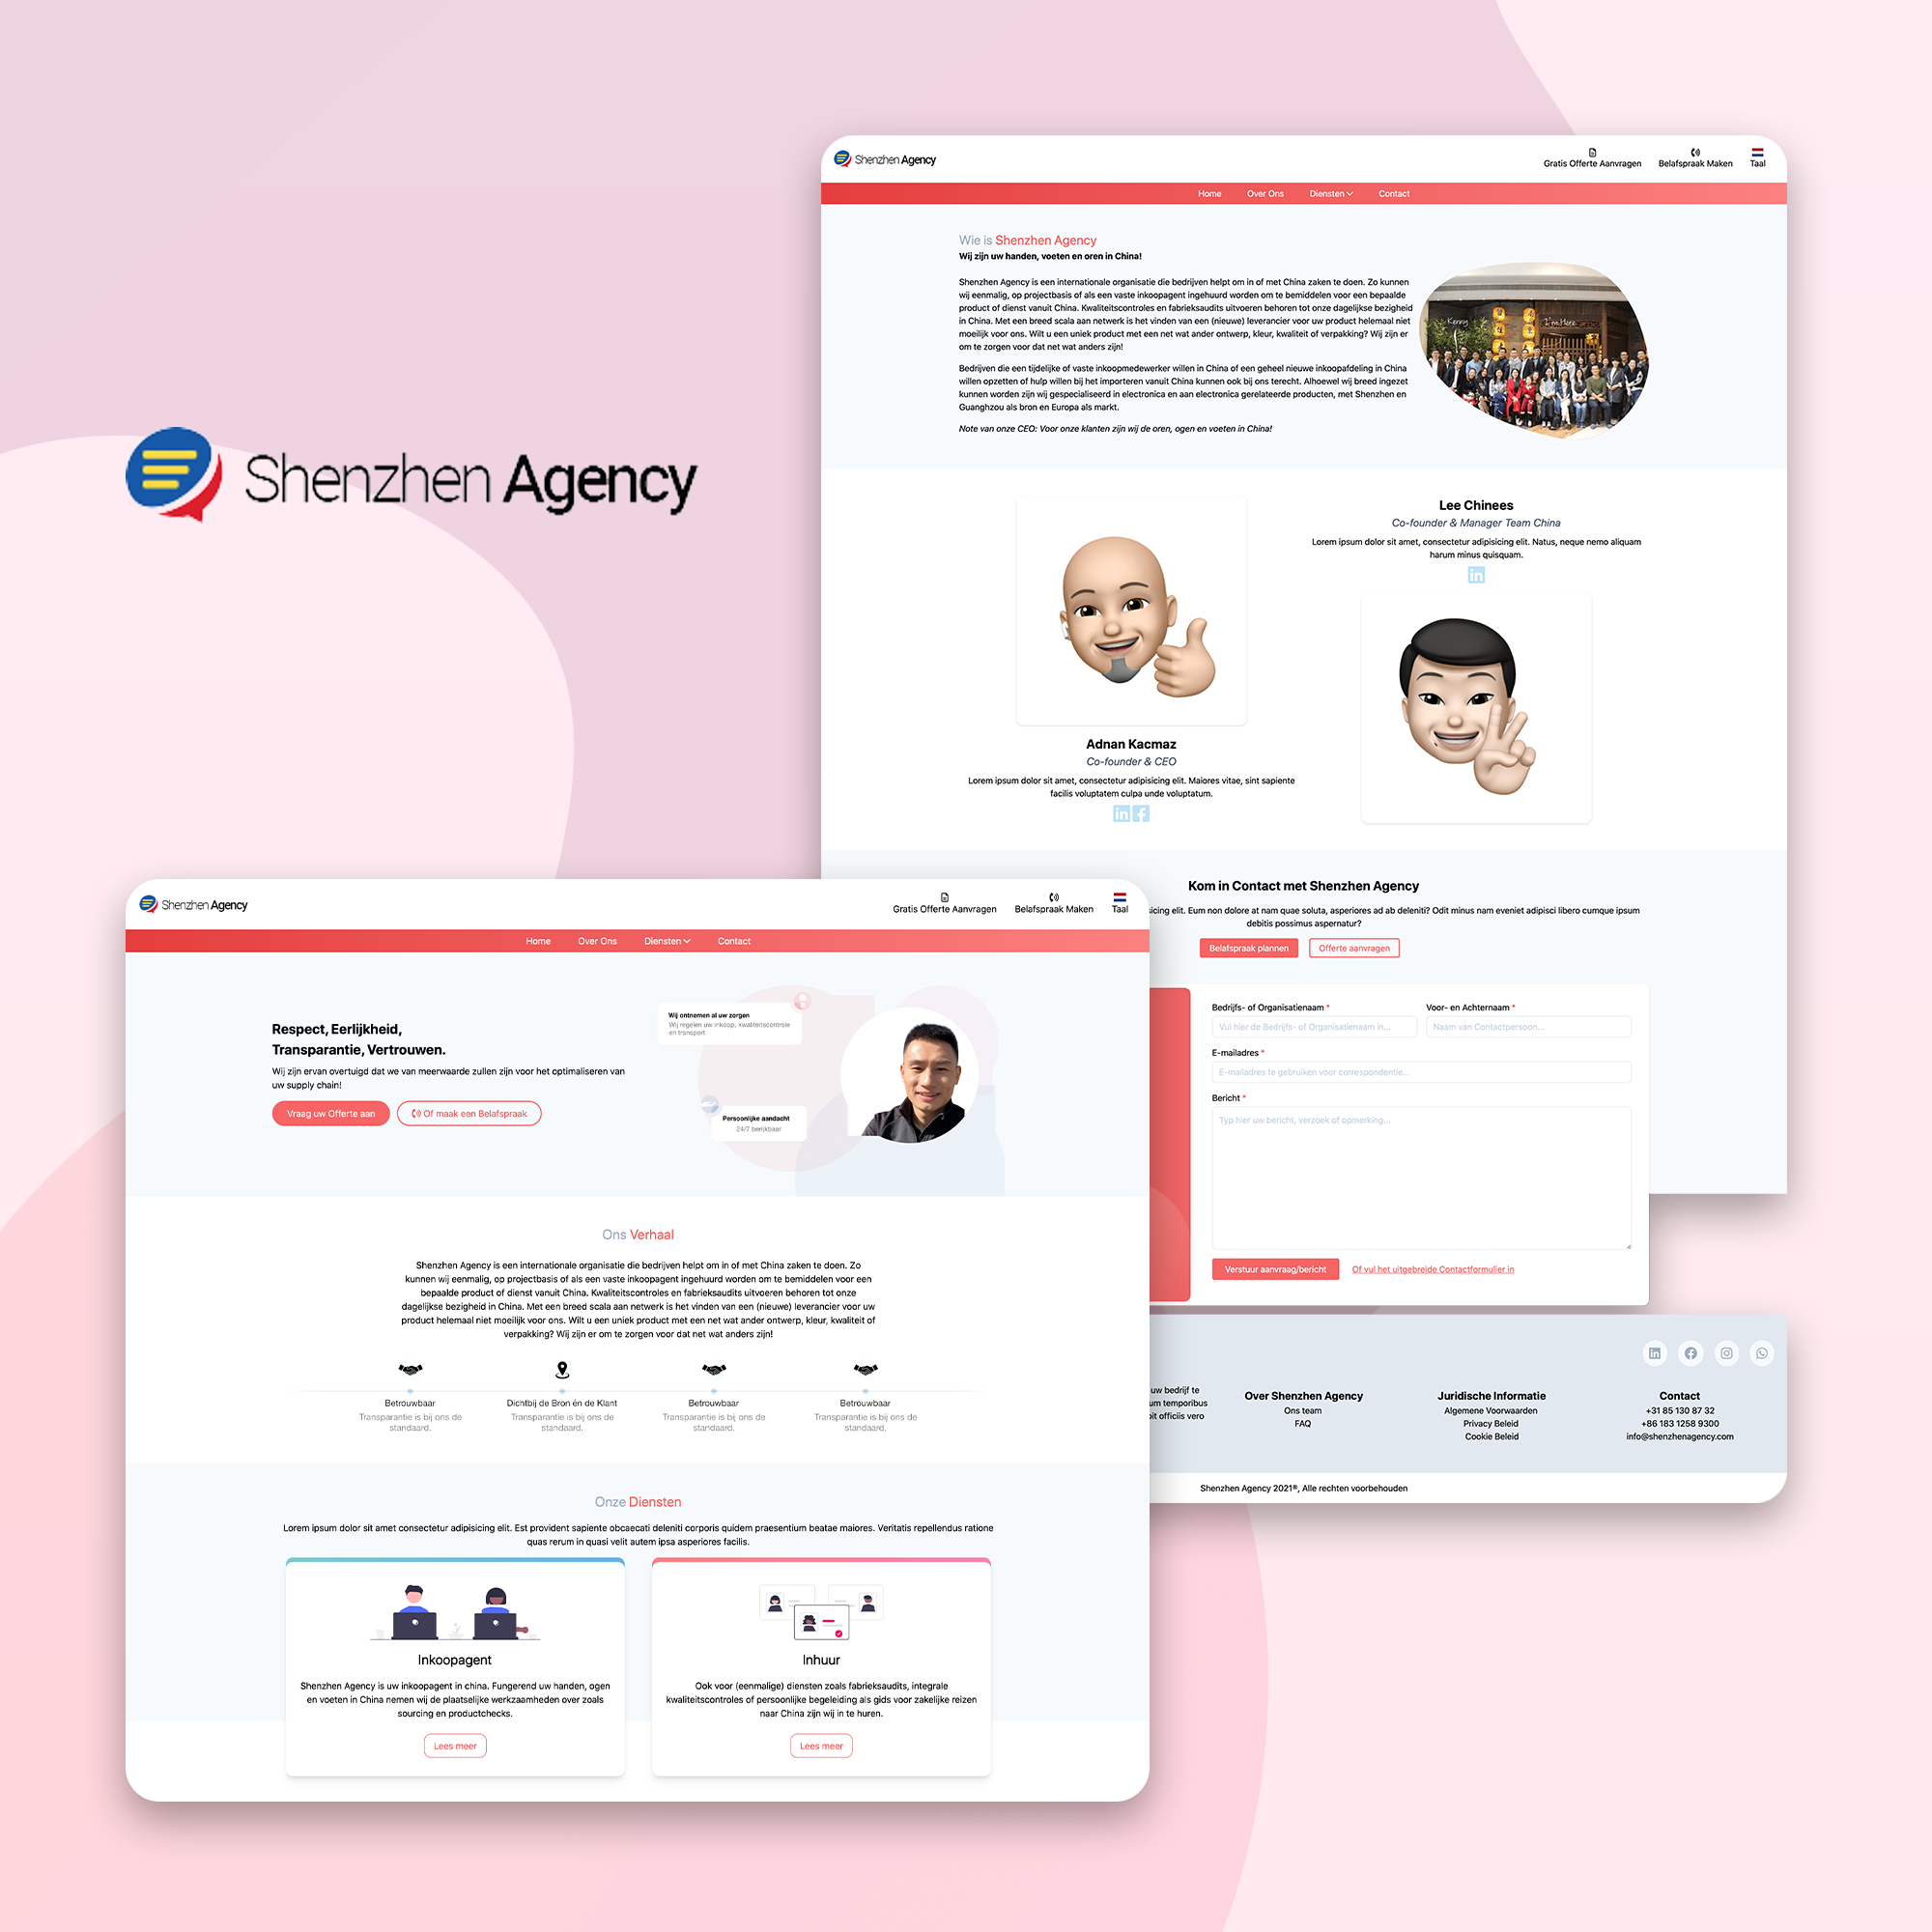 Shenzhen Agency
Shenzhen Agency
Gratis Offerte Aanvragen
Belafspraak Maken
Taal
Home
Over Ons
Diensten
Contact
Wie is Shenzhen Agency
Wij zijn uw handen, voeten en oren in China!
Shenzhen Agency is een internationale organisatie die bedrijven helpt om in of met China zaken te doen. Zo kunnen
wij eenmalig, op projectbasis of als een vaste inkoopagent ingehuurd worden om te bemiddelen voor een bepaalde
product of dienst vanuit China. Kwaliteitscontroles en fabrieksaudits uitvoeren behoren tot onze dagelijkse bezigheid
in China. Met een breed scala aan netwerk is het vinden van een (nieuwe) leverancier voor uw product helemaal niet
moeilijk voor ons. Wilt u een uniek product met een net wat ander ontwerp, kleur, kwaliteit of verpakking? Wij zijn er
om te zorgen voor dat net wat anders zijn!
Bedrijven die een tijdelijke of vaste inkoopmedewerker willen in China of een geheel nieuwe inkoopafdeling in China
willen opzetten of hulp willen bij het importeren vanuit China kunnen ook bij ons terecht. Alhoewel wij breed ingezet
kunnen worden zijn wij gespecialiseerd in electronica en aan electronica gerelateerde producten, met Shenzhen en
Guanghzou als bron en Europa als markt.
Note van onze CEO: Voor onze klanten zijn wij de oren, ogen en voeten in China!
Kenny
I'm Here
Lee Chinees
Co-founder & Manager Team China
Lorem ipsum dolor sit amet, consectetur adipisicing elit. Natus, neque nemo aliquam
harum minus quisquam.
Adnan Kacmaz
Co-founder & CEO
Lorem ipsum dolor sit amet, consectetur adipisicing elit. Maiores vitae, sint sapiente
facilis voluptatem culpa unde voluptatum.
Kom in Contact met Shenzhen Agency
icing elit. Eum non dolore at nam quae soluta, asperiores ad ab deleniti? Odit minus nam eveniet adipisci libero cumque ipsum
debitis possimus aspernatur?
Belafspraak plannen
Offerte aanvragen
Bedrijfs- of Organisatienaam *
Voor- en Achternaam *
Vul hier de Bedrijfs- of Organisatienaam in...
Naam van Contactpersoon...
E-mailadres *
E-mailadres te gebruiken voor correspondentie...
Bericht *
Typ hier uw bericht, verzoek of opmerking...
Verstuur aanvraag/bericht
Of vul het uitgebreide Contactformulier in
uw bedrijf te
um temporibus
it officiis vero
Over Shenzhen Agency
Ons team
FAQ
Juridische Informatie
Algemene Voorwaarden
Privacy Beleid
Cookie Beleid
Contact
+31 85 130 87 32
+86 183 1258 9300
info@shenzhenagency.com
Shenzhen Agency 2021®, Alle rechten voorbehouden
Shenzhen Agency
Gratis Offerte Aanvragen
Belafspraak Maken
Taal
Home
Over Ons
Diensten
Contact
Respect, Eerlijkheid,
Transparantie, Vertrouwen.
Wij zijn ervan overtuigd dat we van meerwaarde zullen zijn voor het optimaliseren van
uw supply chain!
Vraag uw Offerte aan
Of maak een Belafspraak
Wij ontnemen al uw zorgen
Wij regelen uw inkoop, kwaliteitscontrole
en transport
Persoonlijke aandacht
24/7 berijkbaar
Ons Verhaal
Shenzhen Agency is een internationale organisatie die bedrijven helpt om in of met China zaken te doen. Zo
kunnen wij eenmalig, op projectbasis of als een vaste inkoopagent ingehuurd worden om te bemiddelen voor een
bepaalde product of dienst vanuit China. Kwaliteitscontroles en fabrieksaudits uitvoeren behoren tot onze
dagelijkse bezigheid in China. Met een breed scala aan netwerk is het vinden van een (nieuwe) leverancier voor uw
product helemaal niet moeilijk voor ons. Wilt u een uniek product met een net wat ander ontwerp, kleur, kwaliteit of
verpakking? Wij zijn er om te zorgen voor dat net wat anders zijn!
Betrouwbaar
Transparantie is bij ons de
standaard.
Dichtbij de Bron én de Klant
Transparantie is bij ons de
standaard.
Betrouwbaar
Transparantie is bij ons de
standaard.
Betrouwbaar
Transparantie is bij ons de
standaard.
Onze Diensten
Lorem ipsum dolor sit amet consectetur adipisicing elit. Est provident sapiente obcaecati deleniti corporis quidem praesentium beatae maiores. Veritatis repellendus ratione
quas rerum in quasi velit autem ipsa asperiores facilis.
Inkoopagent
Shenzhen Agency is uw inkoopagent in china. Fungerend uw handen, ogen
en voeten in China nemen wij de plaatselijke werkzaamheden over zoals
sourcing en productchecks.
Lees meer
Inhuur
Ook voor (eenmalige) diensten zoals fabrieksaudits, integrale
kwaliteitscontroles of persoonlijke begeleiding als gids voor zakelijke reizen
naar China zijn wij in te huren.
Lees meer